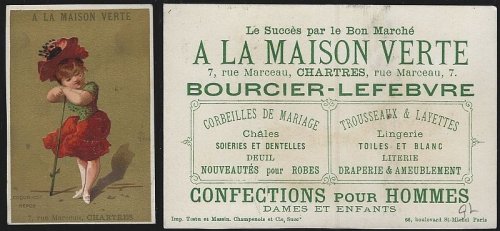 A LA MAISON VERTE
REPOS
7, rue Marceau, CHARTRES
Le Succès par le Bon Marché
A LA MAISON VERTE
7, rue Marceau, CHARTRES, rue Marceau, 7.
BOURCIER-LEFEBVRE
CORBEILLES DE MARIAGE
Châles
SOIERIES ET DENTELLES
DEUIL
NOUVEAUTÉS pour ROBES
TROUSSEAUX & LAYETTES
Lingerie
TOILES ET BLANC
LITERIE
DRAPERIE & AMEUBLEMENT
CONFECTIONS POUR HOMMES
DAMES ET ENFANTS
Imp. Testu et Massin, Champenois et Cie, Succrs
66, boulevard St-Michel Paris